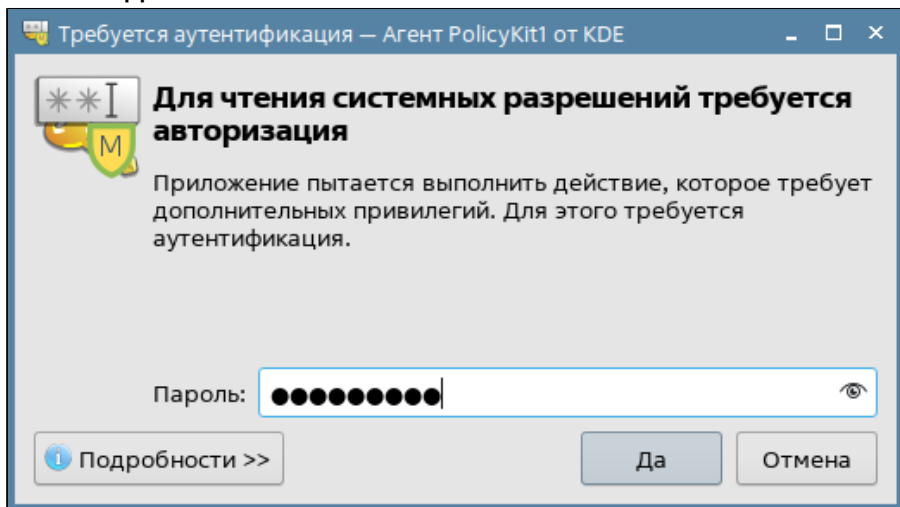 Требуется аутентификация — Агент PolicyKit1 от KDE
Для чтения системных разрешений требуется
авторизация
Приложение пытается выполнить действие, которое требует
дополнительных привилегий. Для этого требуется
аутентификация.
Пароль: ●●●●●●●●●
Подробности >>
Да
Отмена